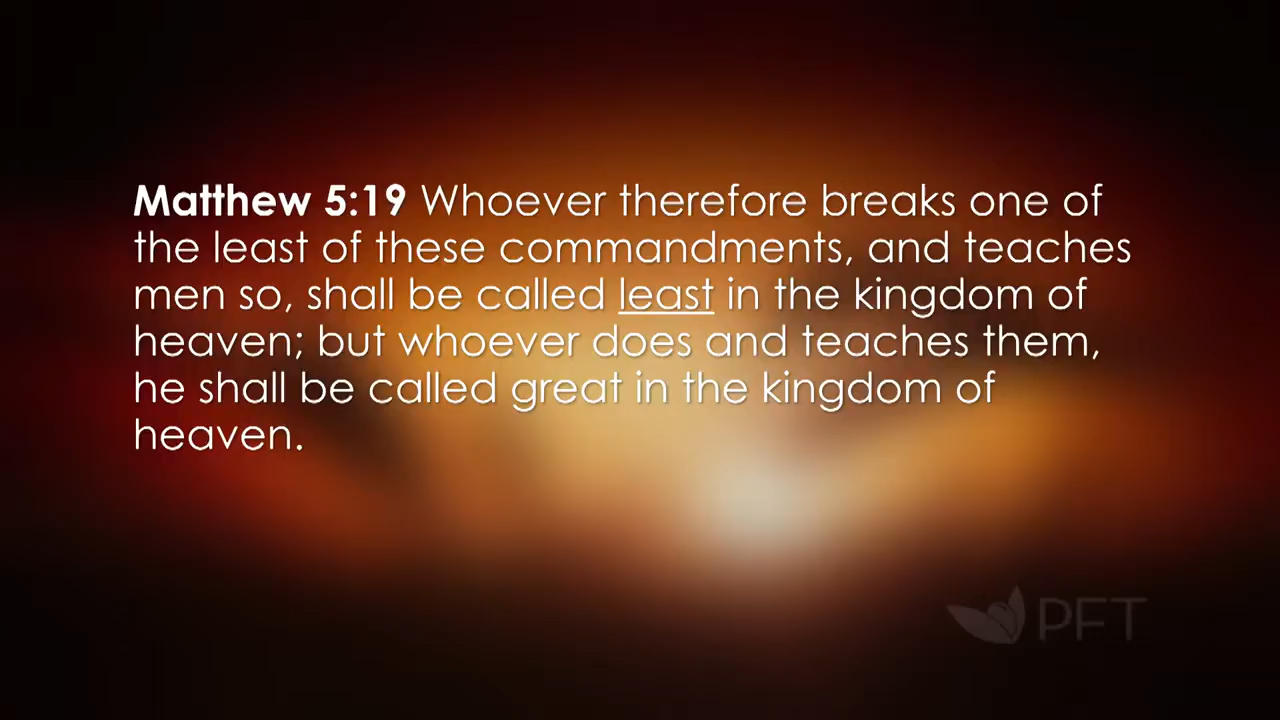 Matthew 5:19 Whoever therefore breaks one of
the least of these commandments, and teaches
men so, shall be called least in the kingdom of
heaven; but whoever does and teaches them,
he shall be called great in the kingdom of
heaven.
PFT